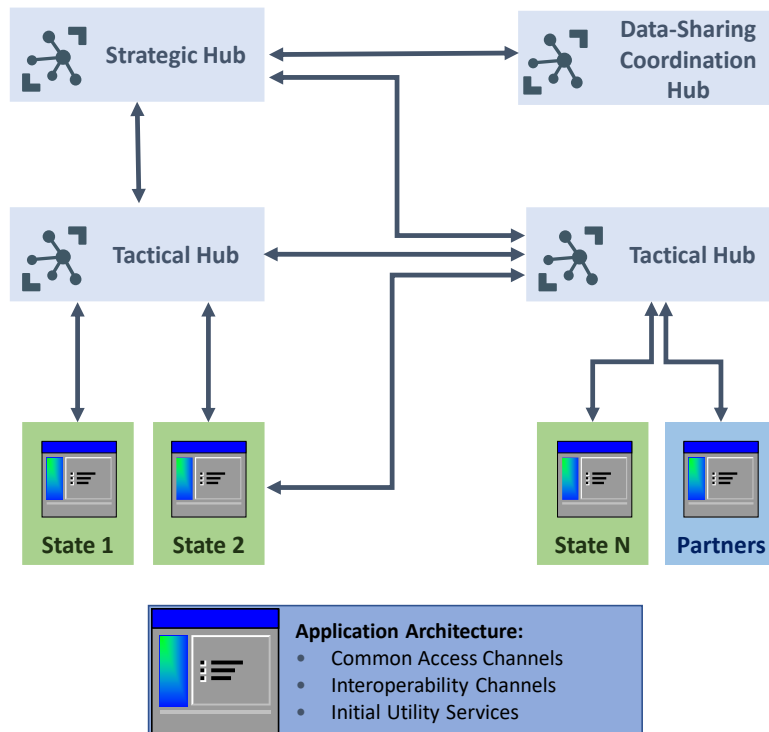 Strategic Hub
Data-Sharing
Coordination
Hub
Tactical Hub
Tactical Hub
State 1
State 2
State N
Partners
Application Architecture:
• Common Access Channels
• Interoperability Channels
• Initial Utility Services